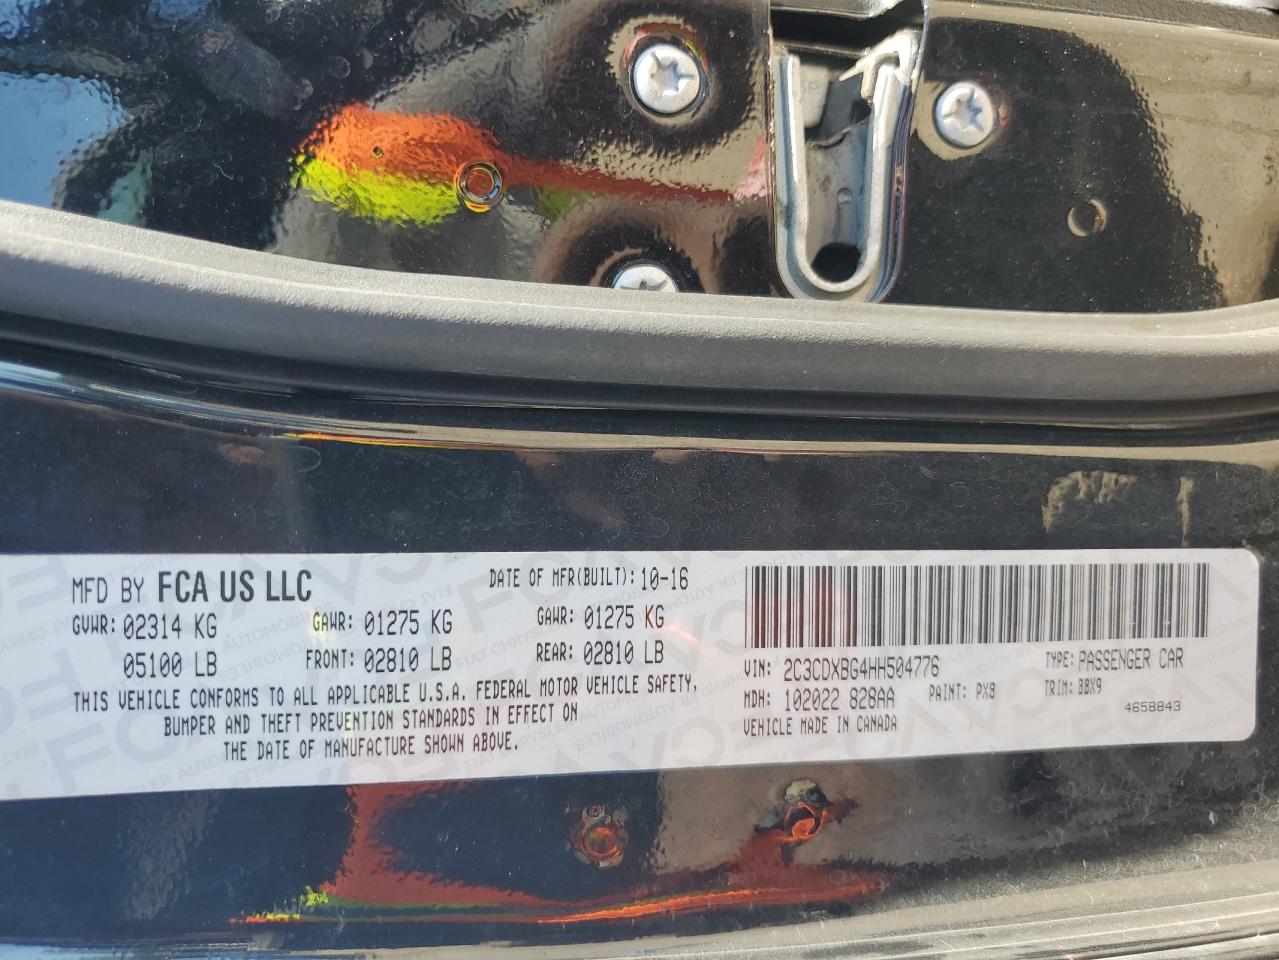 MFD BY FCA US LLC DATE OF MFR(BUILT): 10-16
GVWR: 02314 KG GAWR: 01275 KG GAWR: 01275 KG
05100 LB FRONT: 02810 LB REAR: 02810 LB
THIS VEHICLE CONFORMS TO ALL APPLICABLE U.S.A. FEDERAL MOTOR VEHICLE SAFETY,
BUMPER AND THEFT PREVENTION STANDARDS IN EFFECT ON
THE DATE OF MANUFACTURE SHOWN ABOVE.
VIN: 2C3CDXBG4HH504776 TYPE: PASSENGER CAR
MDH: 102022 828AA PAINT: PX8 TRIM: BBX9
VEHICLE MADE IN CANADA 4658843